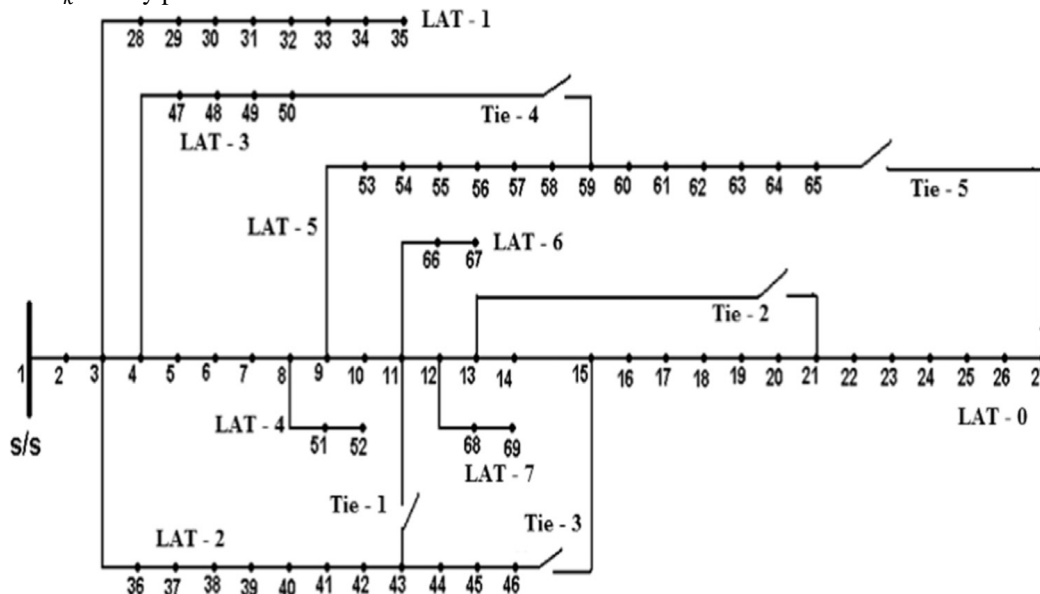 LAT - 1
28 29 30 31 32 33 34 35
Tie - 4
47 48 49 50
LAT - 3
53 54 55 56 57 58 59 60 61 62 63 64 65
Tie - 5
LAT - 5
LAT - 6
66 67
Tie - 2
1 2 3 4 5 6 7 8 9 10 11 12 13 14 15 16 17 18 19 20 21 22 23 24 25 26
LAT - 0
s/s
LAT - 4
51 52
68 69
LAT - 7
Tie - 1
Tie - 3
LAT - 2
36 37 38 39 40 41 42 43 44 45 46